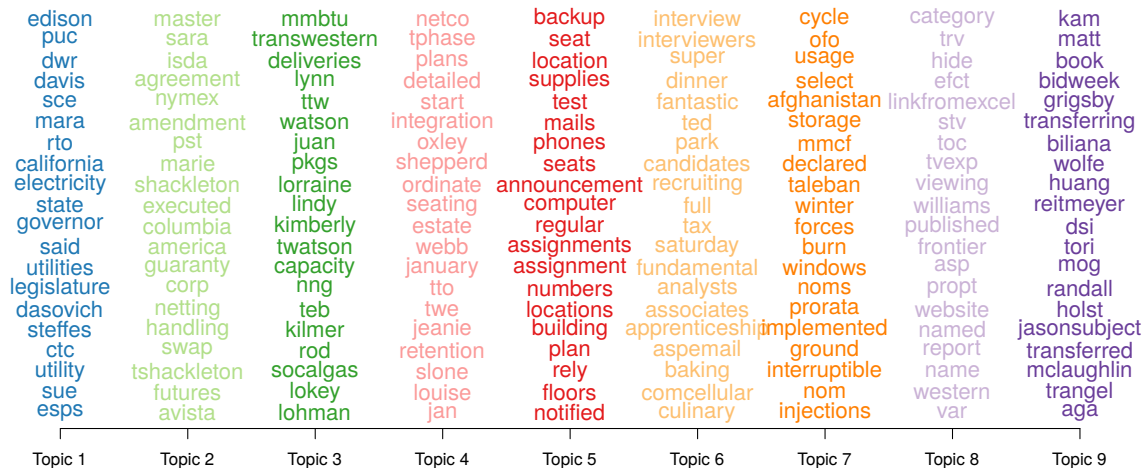 edison master mmbtu netco backup interview cycle category kam
puc sara transwestern tphase seat interviewers ofo trv matt
dwr isda deliveries plans location super usage hide book
davis agreement lynn detailed supplies dinner select efct bidweek
sce nymex ttw start test fantastic afghanistan linkfromexcel grigsby
mara amendment watson integration mails ted storage stv transferring
rto pst juan oxley phones park mmcf toc biliana
california marie pkgs shepperd seats candidates declared tvexp wolfe
electricity shackleton lorraine ordinate announcement recruiting taleban viewing huang
state executed lindy seating computer full winter williams reitmeyer
governor columbia kimberly estate regular tax forces published dsi
said america twatson webb assignments saturday burn frontier tori
utilities guaranty capacity january assignment fundamental windows asp mog
legislature corp nng tto numbers analysts noms propt randall
dasovich netting teb twe locations associates prorata website holst
steffes handling kilmer jeanie building apprenticeship implemented named jasonsubject
ctc swap rod retention plan aspemail ground report transferred
utility tshackleton socalgas slone rely baking interruptible name mclaughlin
sue futures lokey louise floors comcellular nom western trangel
esps avista lohman jan notified culinary injections var aga
Topic 1 Topic 2 Topic 3 Topic 4 Topic 5 Topic 6 Topic 7 Topic 8 Topic 9